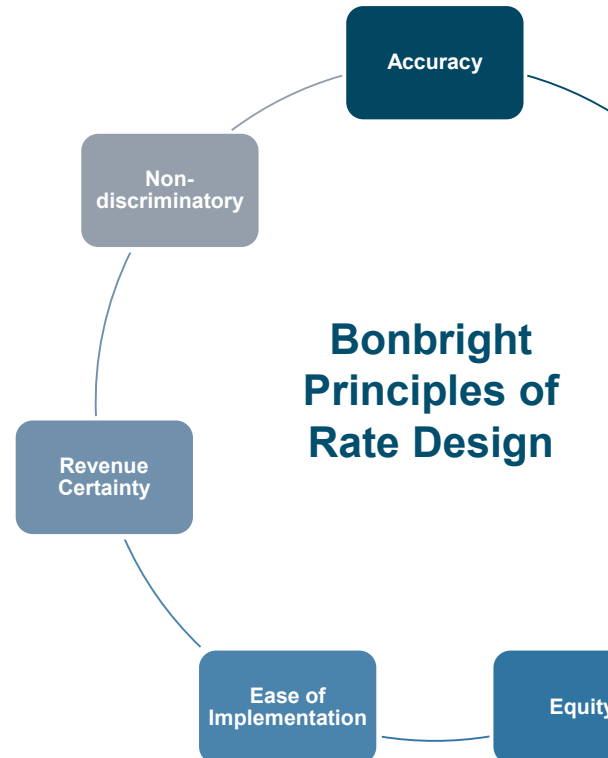 Accuracy
Non-
discriminatory
Bonbright
Principles of
Rate Design
Revenue
Certainty
Ease of
Implementation
Equity